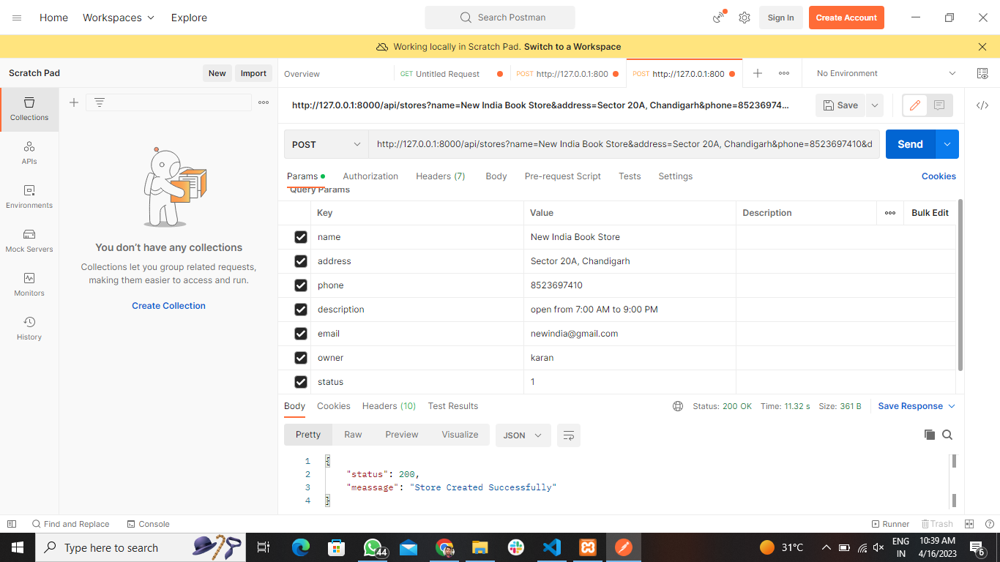 Home Workspaces Explore Search Postman Sign In Create Account
Working locally in Scratch Pad. Switch to a Workspace
Scratch Pad New Import Overview GET Untitled Request POST http://127.0.0.1:800 POST http://127.0.0.1:800 No Environment
Collections
APIs
Environments
Mock Servers
Monitors
History
You don't have any collections
Collections let you group related requests,
making them easier to access and run.
Create Collection
http://127.0.0.1:8000/api/stores?name=New India Book Store&address=Sector 20A, Chandigarh&phone=85236974... Save
POST http://127.0.0.1:8000/api/stores?name=New India Book Store&address=Sector 20A, Chandigarh&phone=8523697410&d Send
Params Authorization Headers (7) Body Pre-request Script Tests Settings Cookies
Query Params
Key Value Description Bulk Edit
name New India Book Store
address Sector 20A, Chandigarh
phone 8523697410
description open from 7:00 AM to 9:00 PM
email newindia@gmail.com
owner karan
status 1
Body Cookies Headers (10) Test Results Status: 200 OK Time: 11.32 s Size: 361 B Save Response
Pretty Raw Preview Visualize JSON
1 {
2 "status": 200,
3 "meassage": "Store Created Successfully"
4 }
Find and Replace Console Runner Trash
Type here to search 44 31°C ENG IN 10:39 AM 4/16/2023 6